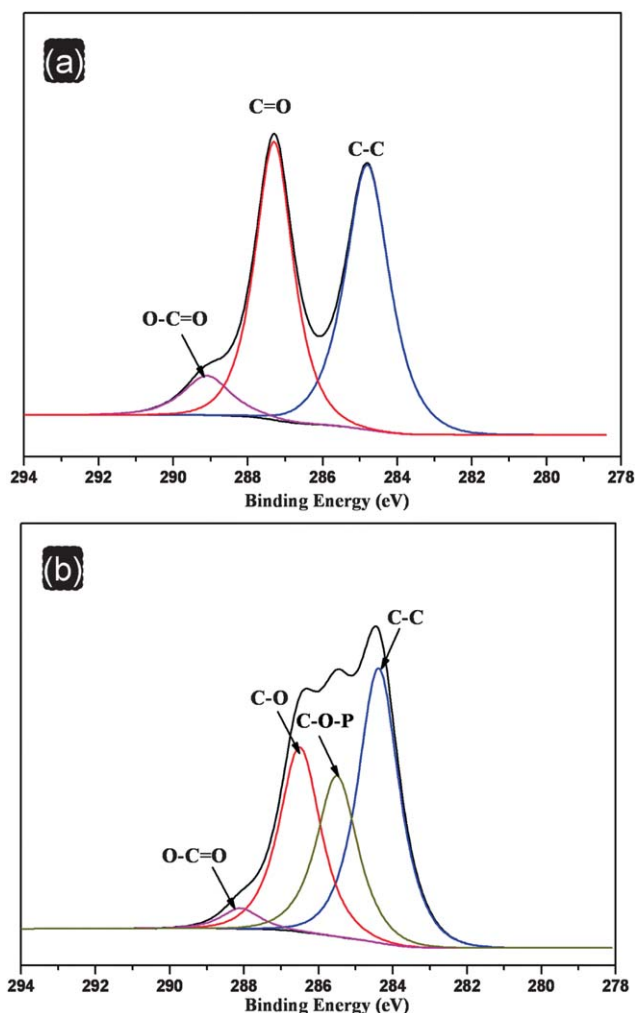 (a)
C=O
C-C
O-C=O
294 292 290 288 286 284 282 280 278
Binding Energy (eV)
(b)
C-C
C-O
C-O-P
O-C=O
294 292 290 288 286 284 282 280 278
Binding Energy (eV)